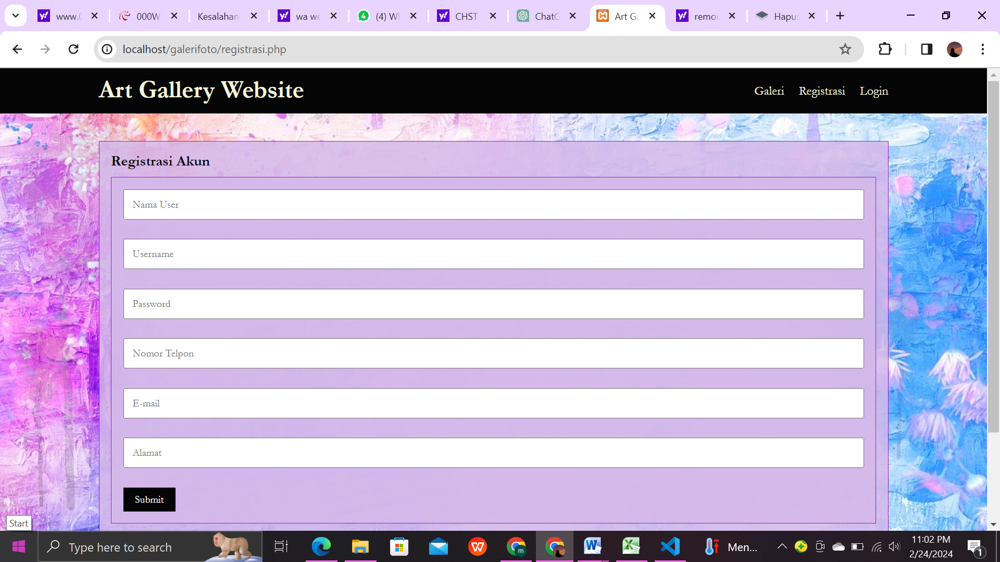 www.
000W
Kesalahan
wa we
(4) W
CHST
ChatG
Art Ga
remov
Hapus
localhost/galerifoto/registrasi.php
Art Gallery Website
Galeri Registrasi Login
Registrasi Akun
Nama User
Username
Password
Nomor Telpon
E-mail
Alamat
Submit
Start
Type here to search
Men...
11:02 PM
2/24/2024
1